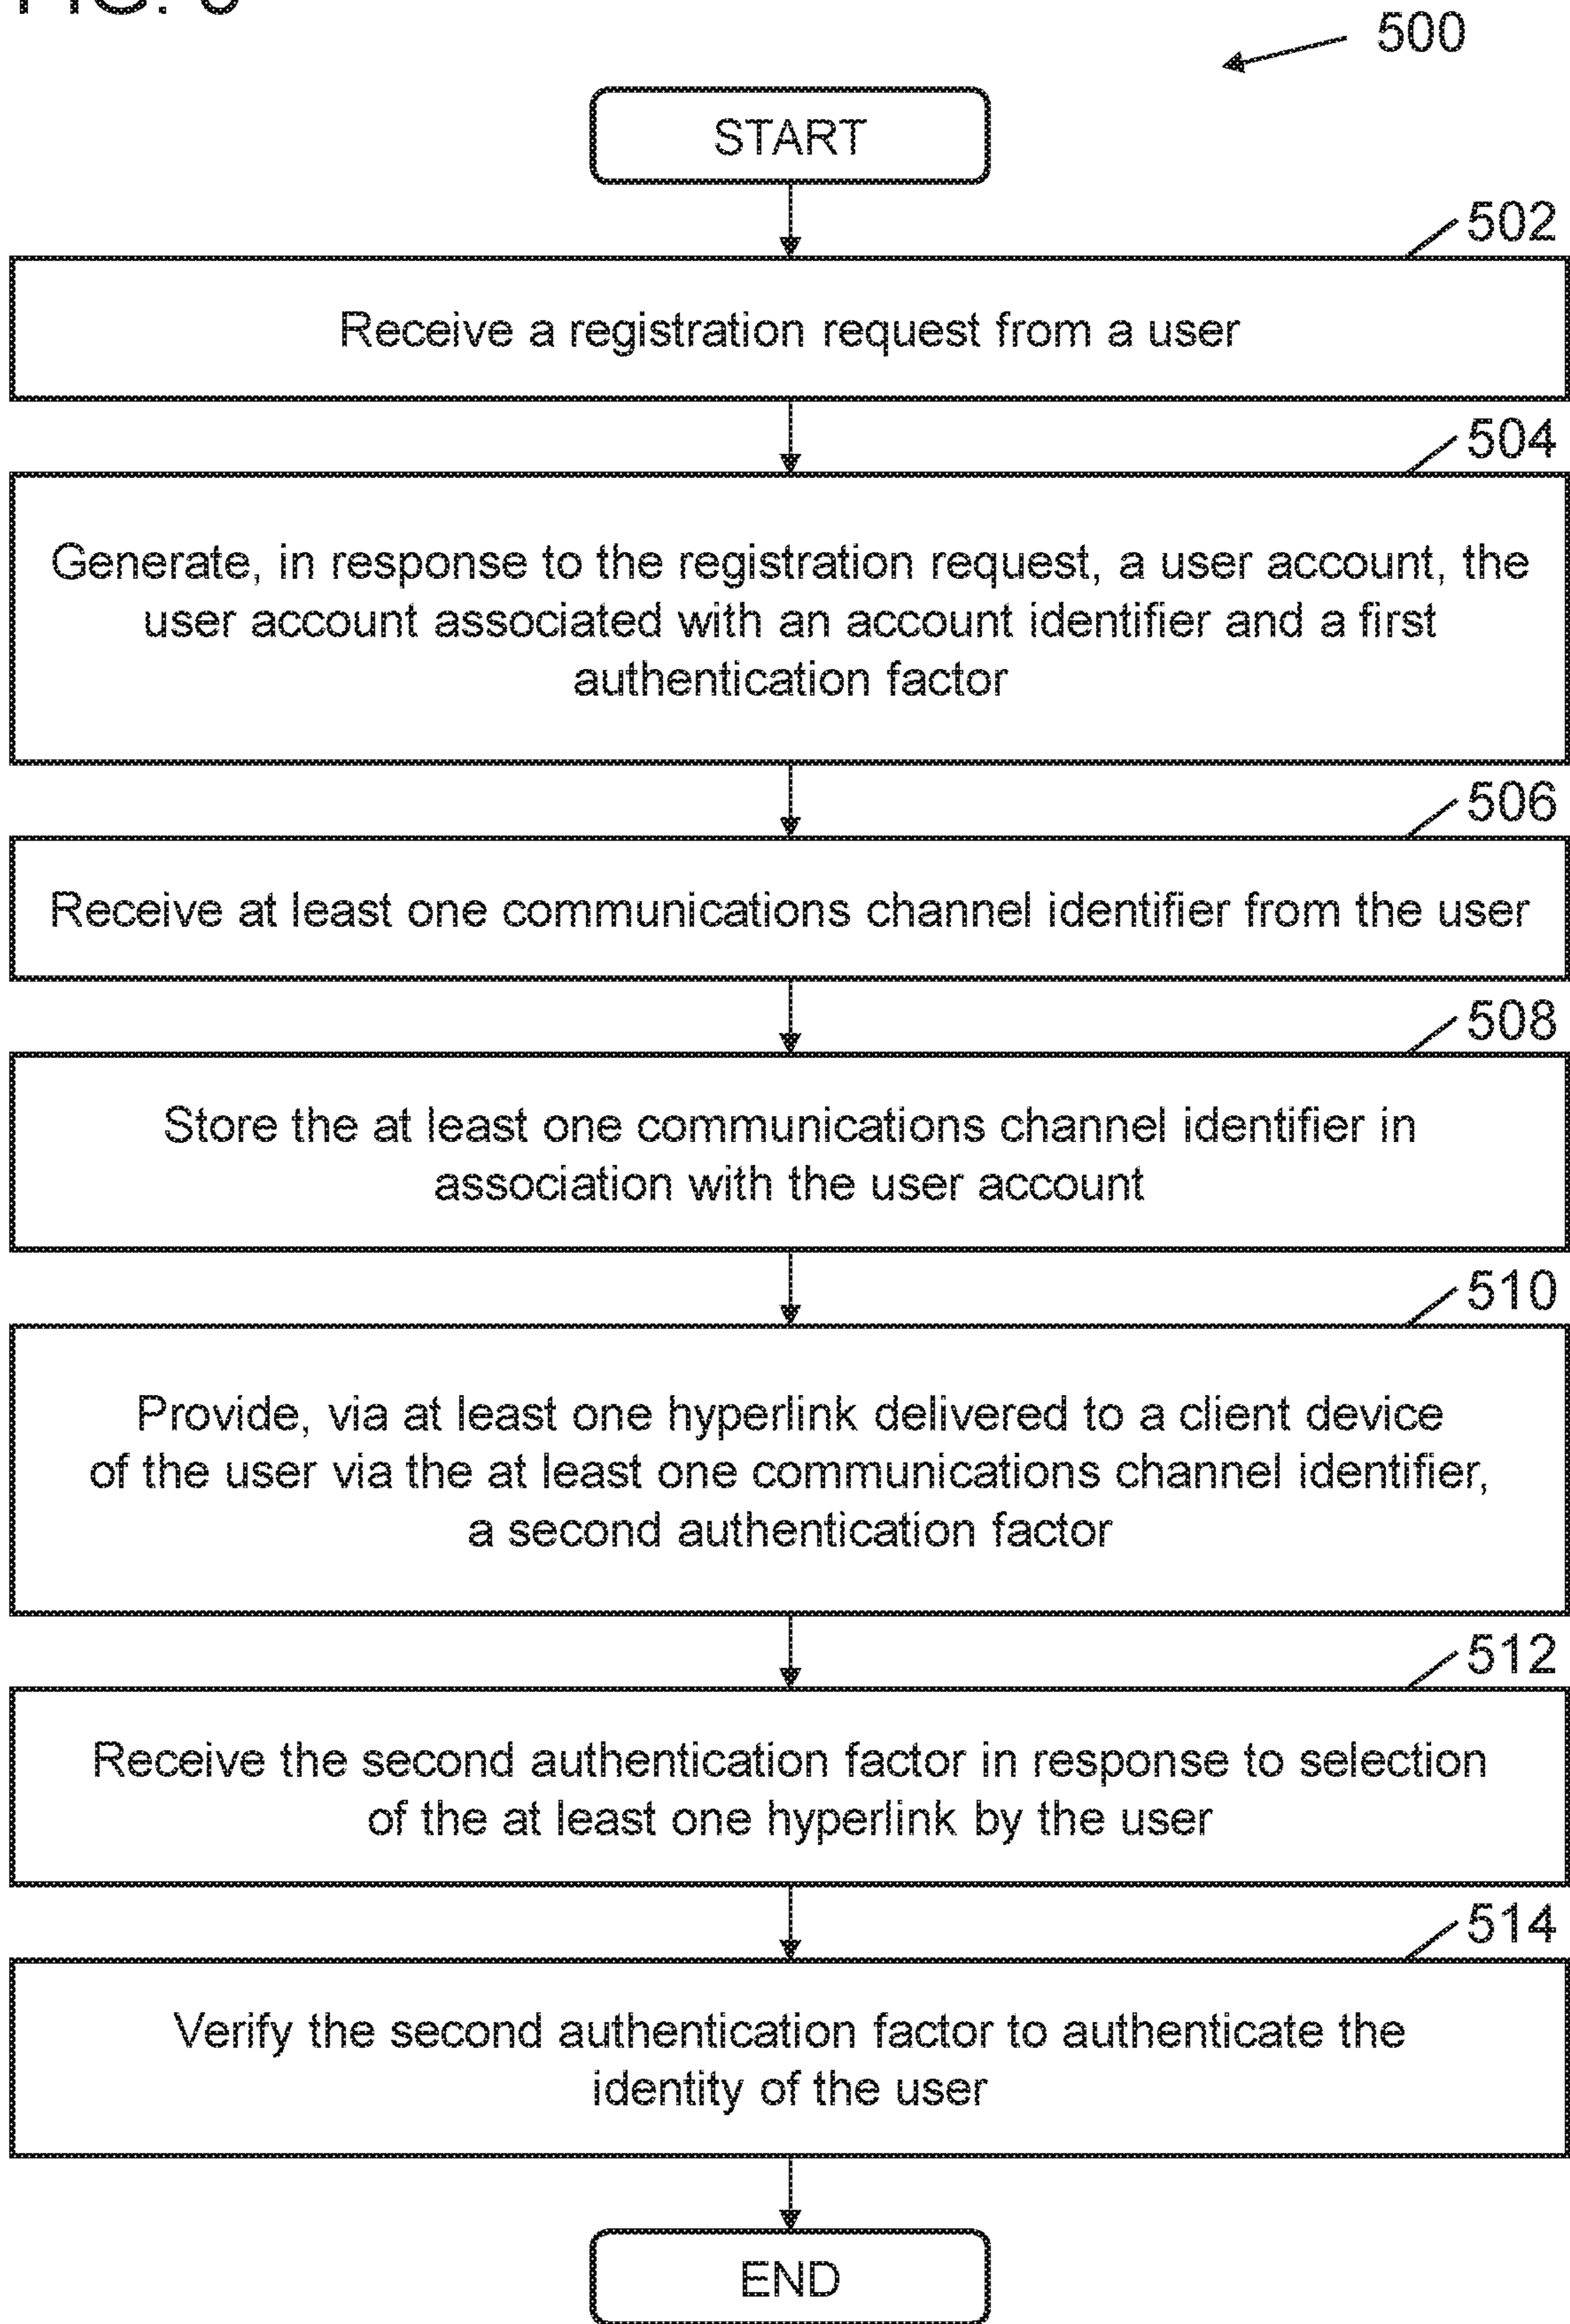 FIG.
500
START
502
Receive a registration request from a user
504
Generate, in response to the registration request, a user account, the
user account associated with an account identifier and a first
authentication factor
506
Receive at least one communications channel identifier from the user
508
Store the at least one communications channel identifier in
association with the user account
510
Provide, via at least one hyperlink delivered to a client device
of the user via the at least one communications channel identifier,
a second authentication factor
512
Receive the second authentication factor in response to selection
of the at least one hyperlink by the user
514
Verify the second authentication factor to authenticate the
identity of the user
END